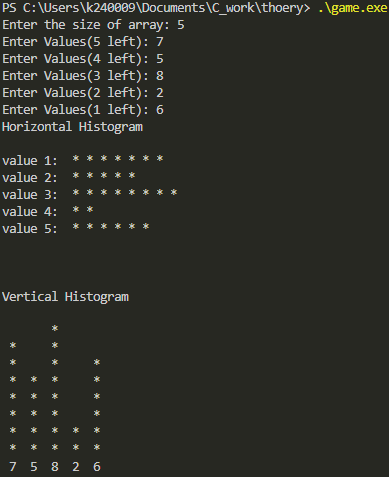 PS C:\Users\k240009\Documents\C_work\thoery> .\game.exe
Enter the size of array: 5
Enter Values(5 left): 7
Enter Values(4 left): 5
Enter Values(3 left): 8
Enter Values(2 left): 2
Enter Values(1 left): 6
Horizontal Histogram
value 1:  * * * * * * *
value 2:  * * * * *
value 3:  * * * * * * * *
value 4:  * *
value 5:  * * * * * *
Vertical Histogram
       *
 *     *
 *     *     *
 *  *  *     *
 *  *  *     *
 *  *  *     *
 *  *  *  *  *
 *  *  *  *  *
 7  5  8  2  6